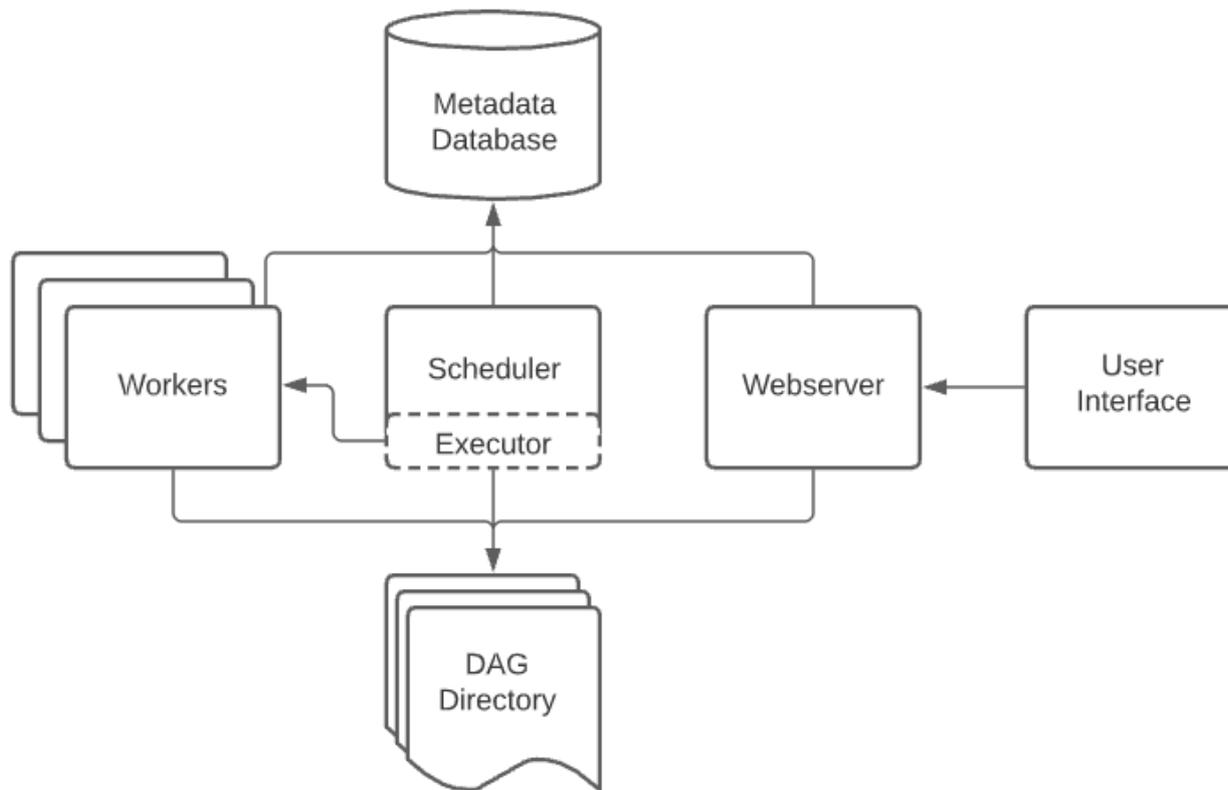 Metadata
Database
Workers
Scheduler
Executor
Webserver
User
Interface
DAG
Directory